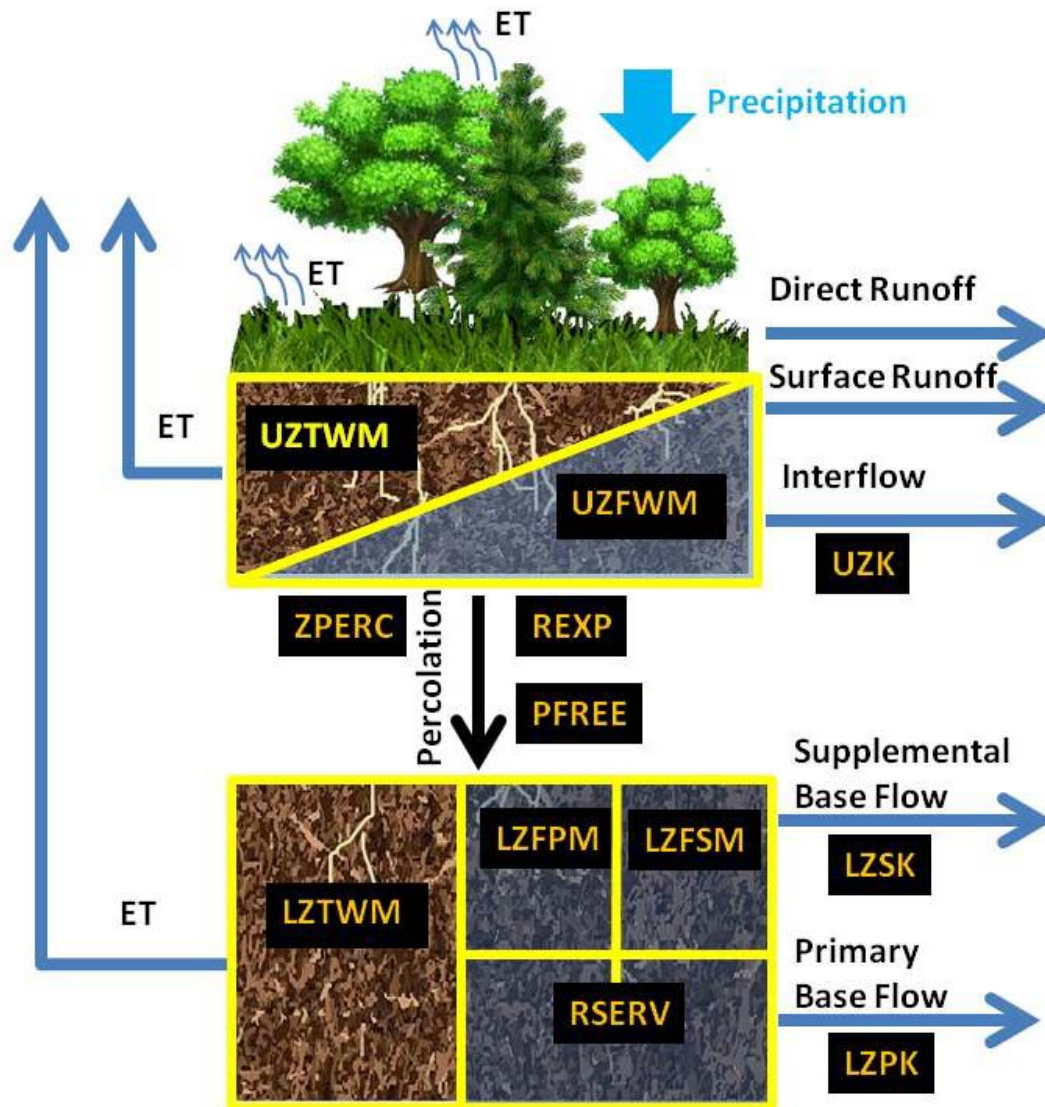 ET
Precipitation
ET
Direct Runoff
Surface Runoff
ET
UZTWM
UZFWM
Interflow
UZK
ZPERC
Percolation
REXP
PFREE
Supplemental
Base Flow
LZFPM
LZFSM
LZSK
ET
LZTWM
Primary
Base Flow
RSERV
LZPK